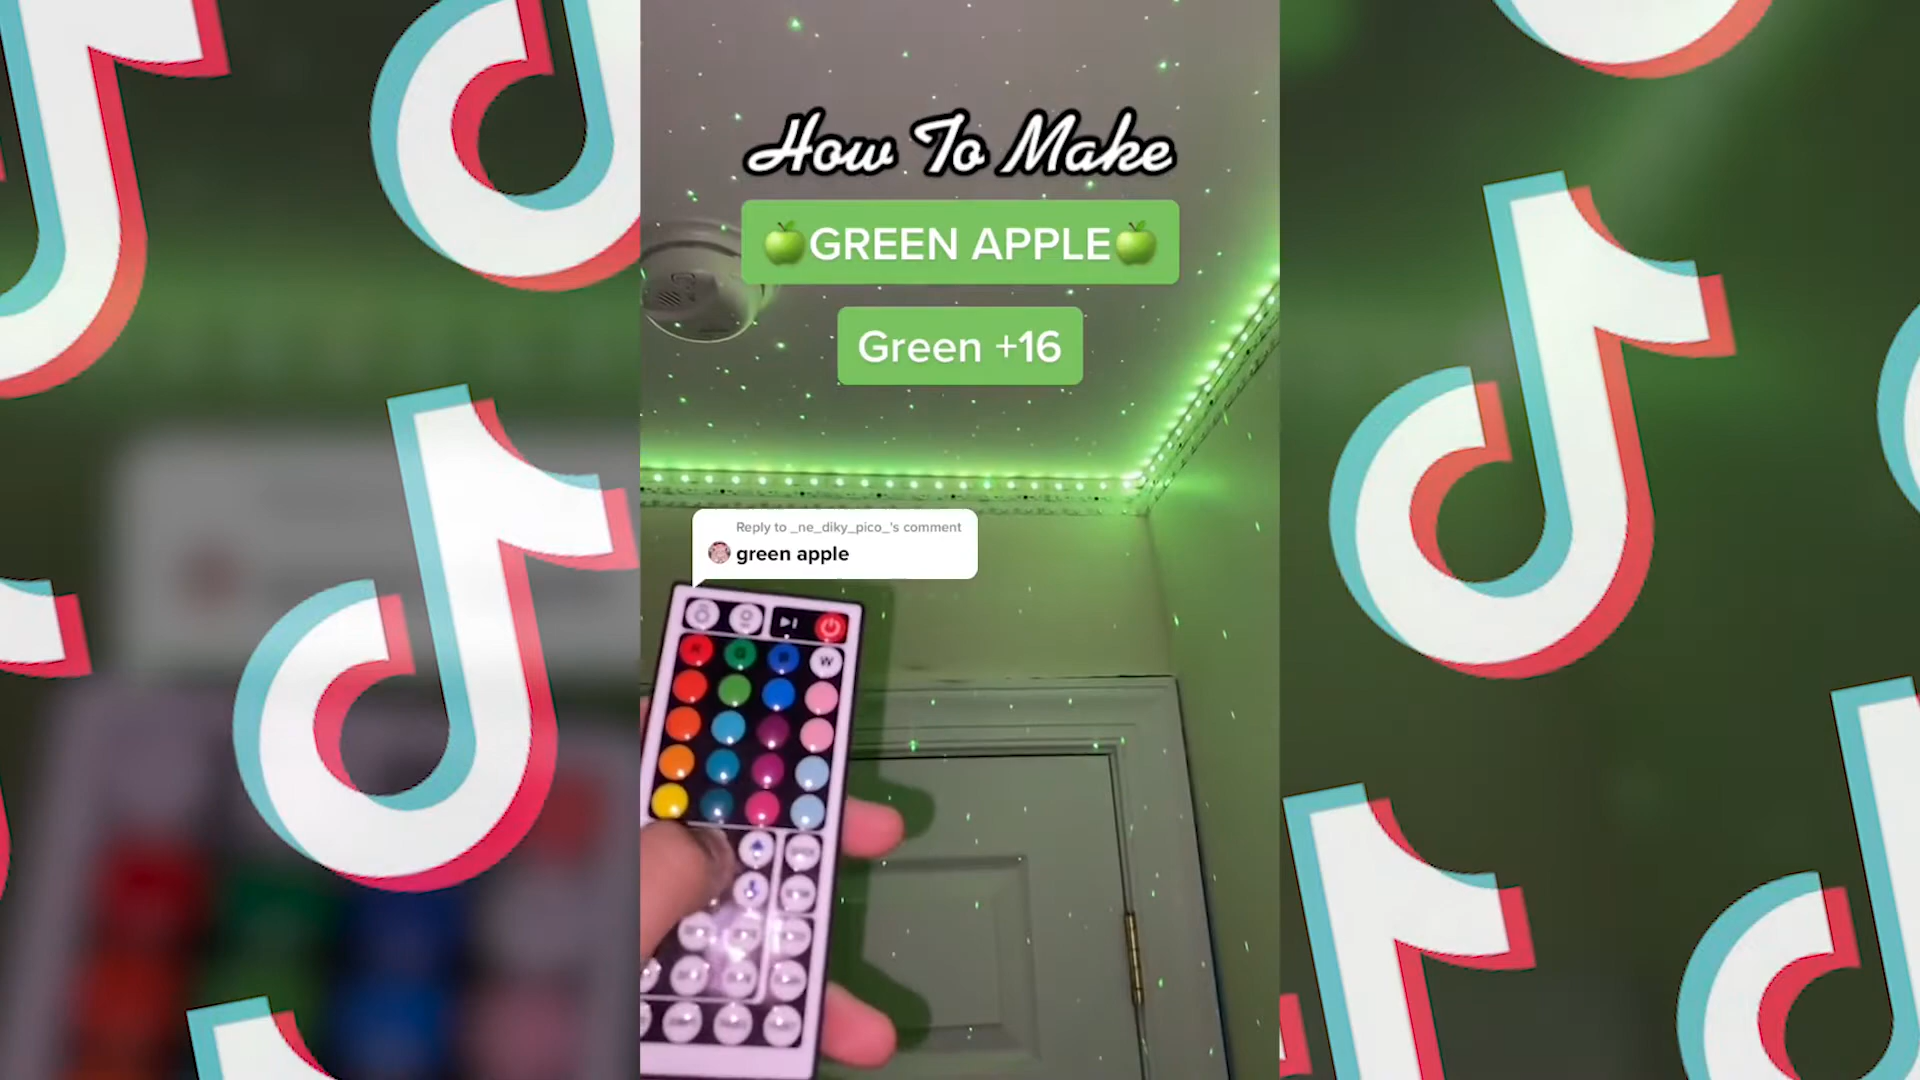 How To Make
🍏GREEN APPLE🍏
Green +16
Reply to _ne_diky_pico_'s comment
green apple
W